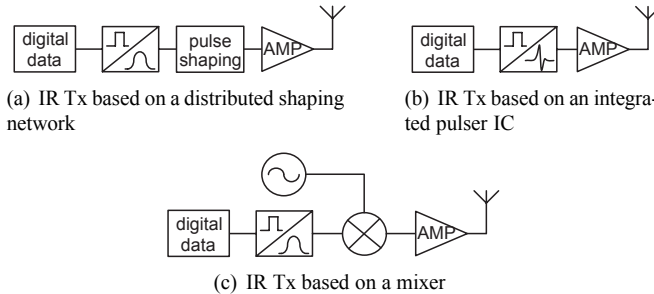 digital data
pulse shaping
AMP
(a) IR Tx based on a distributed shaping
network
digital data
AMP
(b) IR Tx based on an integra-
ted pulser IC
digital data
AMP
(c) IR Tx based on a mixer